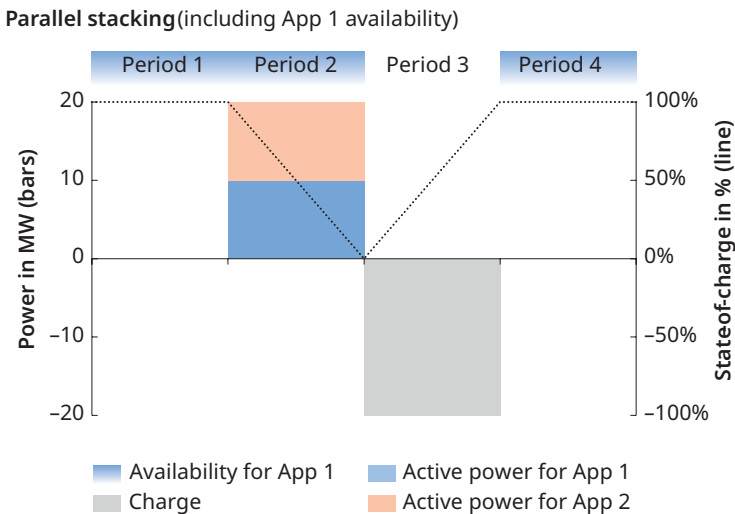 Parallel stacking (including App 1 availability)
Period 1 Period 2 Period 3 Period 4
20 100%
10 50%
0 0%
–10 –50%
–20 –100%
Power in MW (bars)
Stateof-charge in % (line)
Availability for App 1 Active power for App 1
Charge Active power for App 2